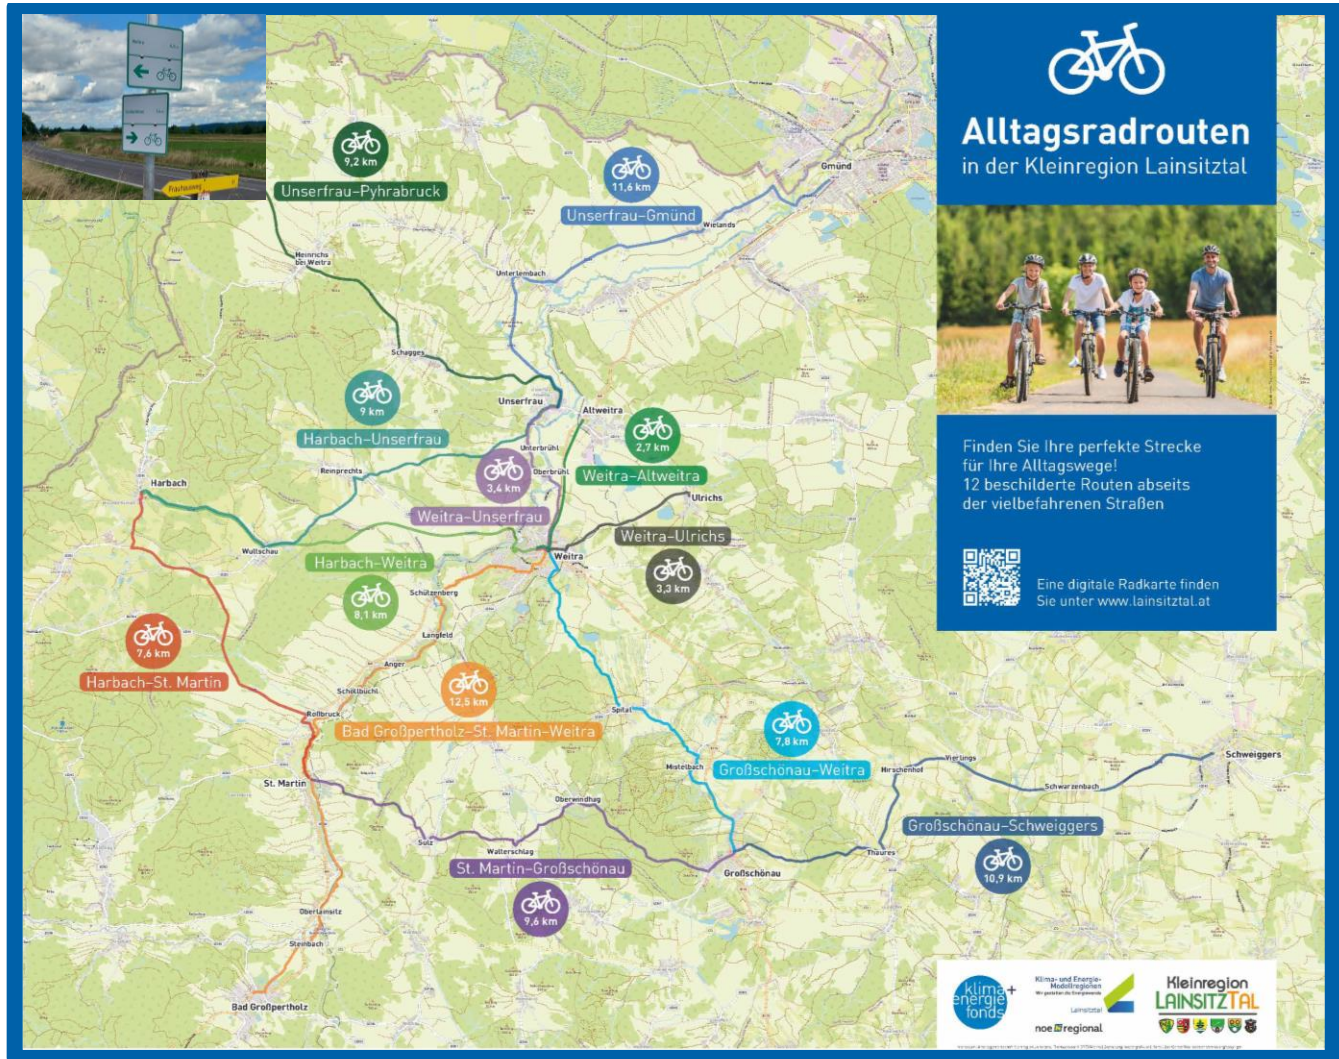 Alltagsradrouten
in der Kleinregion Lainsitztal
Frauhausweg
9,2 km
Unserfrau–Pyhrabruck
11,6 km
Unserfrau–Gmünd
Gmünd
Wielands
Heinrichs
bei Weitra
Unterlembach
Schagges
9 km
Harbach–Unserfrau
Unserfrau
Altweitra
2,7 km
Weitra–Altweitra
Unterbrühl
Oberbrühl
3,4 km
Weitra–Unserfrau
Reinprechts
Harbach
Ulrichs
Weitra–Ulrichs
3,3 km
Wultschau
Harbach–Weitra
8,1 km
Weitra
Schützenberg
Langfeld
Anger
Schiklbüchl
7,6 km
Harbach–St. Martin
12,5 km
Bad Großpertholz–St. Martin–Weitra
Roßbruck
St. Martin
Spital
Mistelbach
7,8 km
Großschönau–Weitra
Hirschenhof
Vierlings
Schwarzenbach
Schweiggers
Oberwindhag
Sulz
Walterschlag
St. Martin–Großschönau
9,6 km
Großschönau
Thaures
Großschönau–Schweiggers
10,9 km
Oberlainsitz
Steinbach
Bad Großpertholz
Finden Sie Ihre perfekte Strecke
für Ihre Alltagswege!
12 beschilderte Routen abseits
der vielbefahrenen Straßen
Eine digitale Radkarte finden
Sie unter www.lainsitztal.at
klima+
energie
fonds
Klima- und Energie-
Modellregionen
Wir gestalten die Energiewende
Lainsitztal
noe regional
Kleinregion
LAINSITZTAL